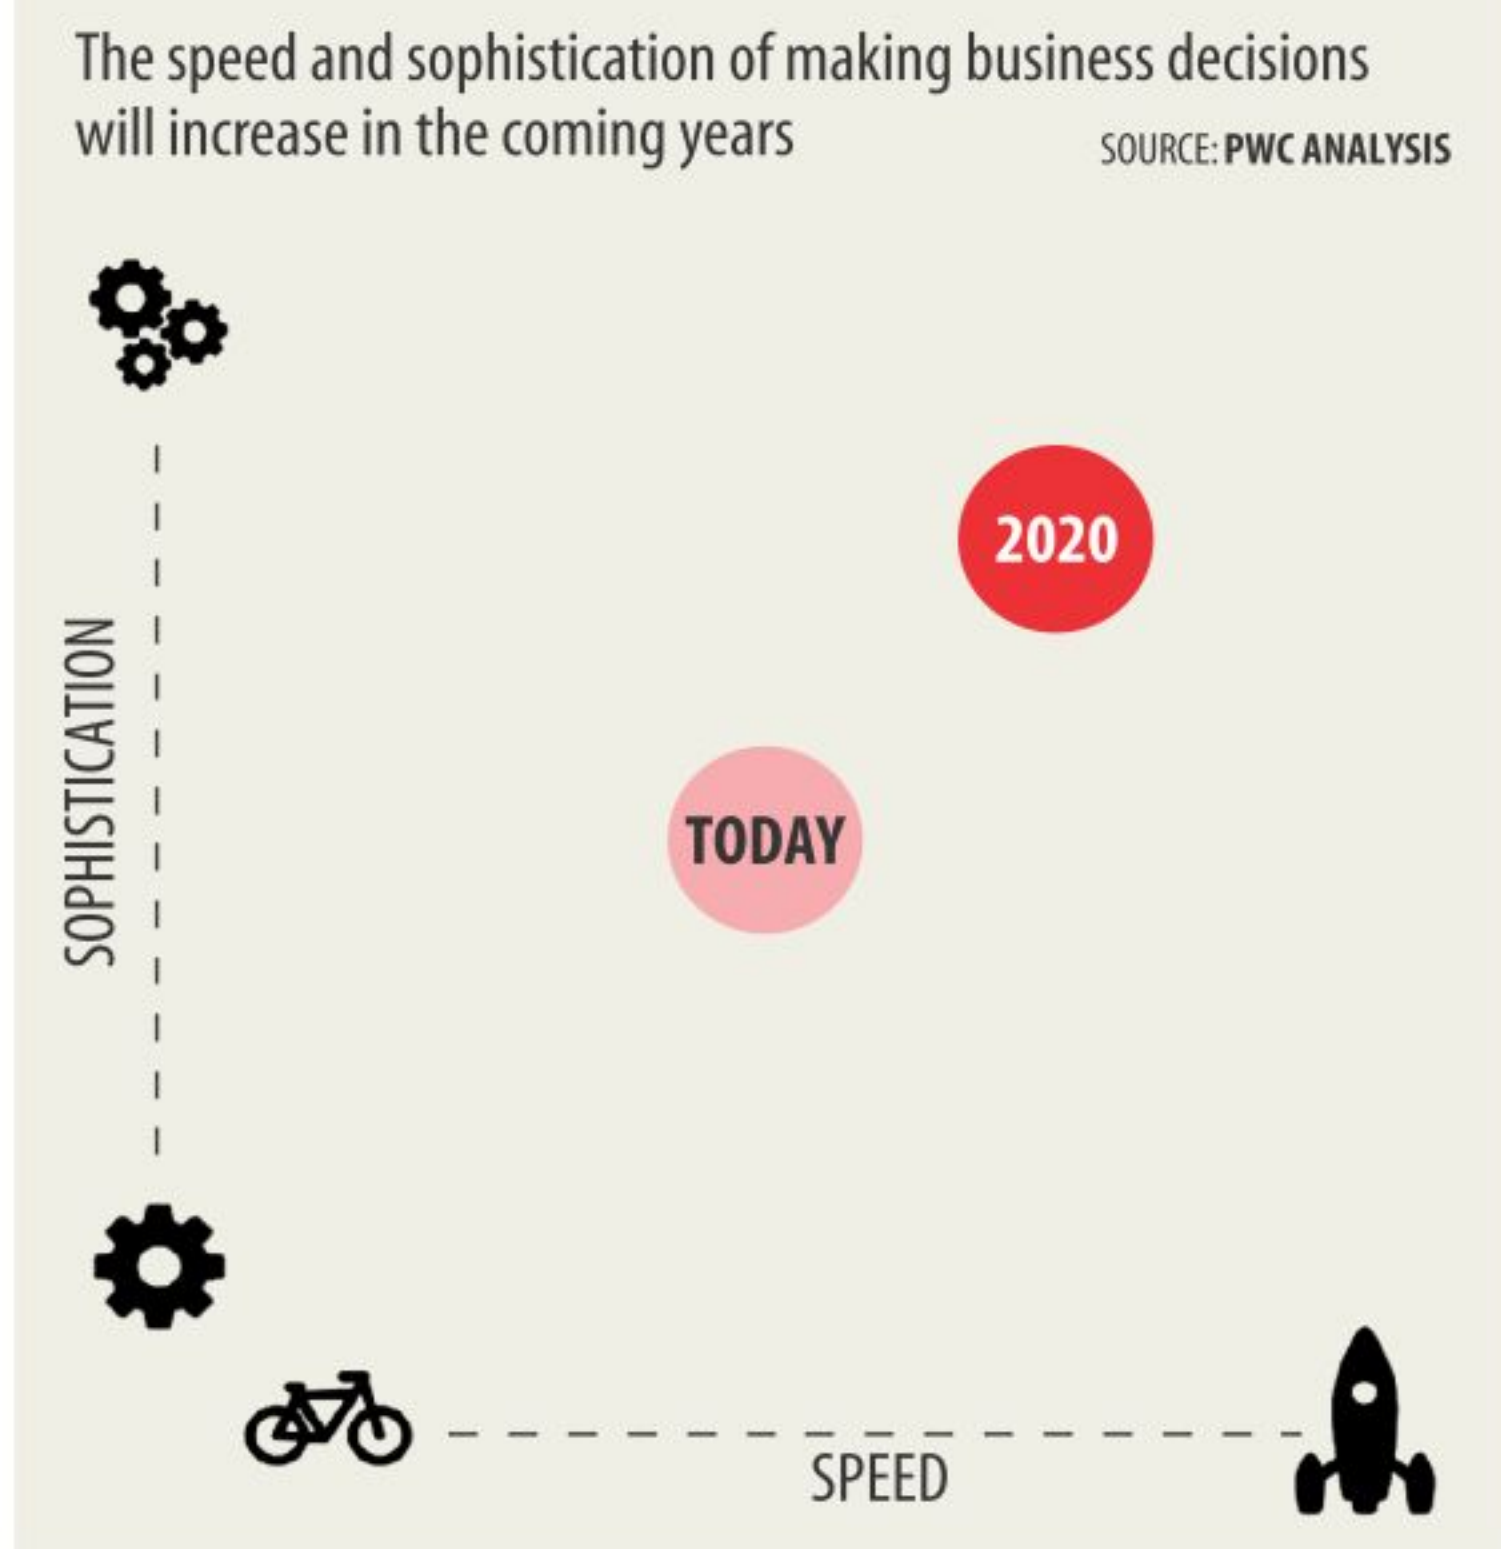 The speed and sophistication of making business decisions
will increase in the coming years
SOURCE: PWC ANALYSIS
2020
SOPHISTICATION
TODAY
SPEED